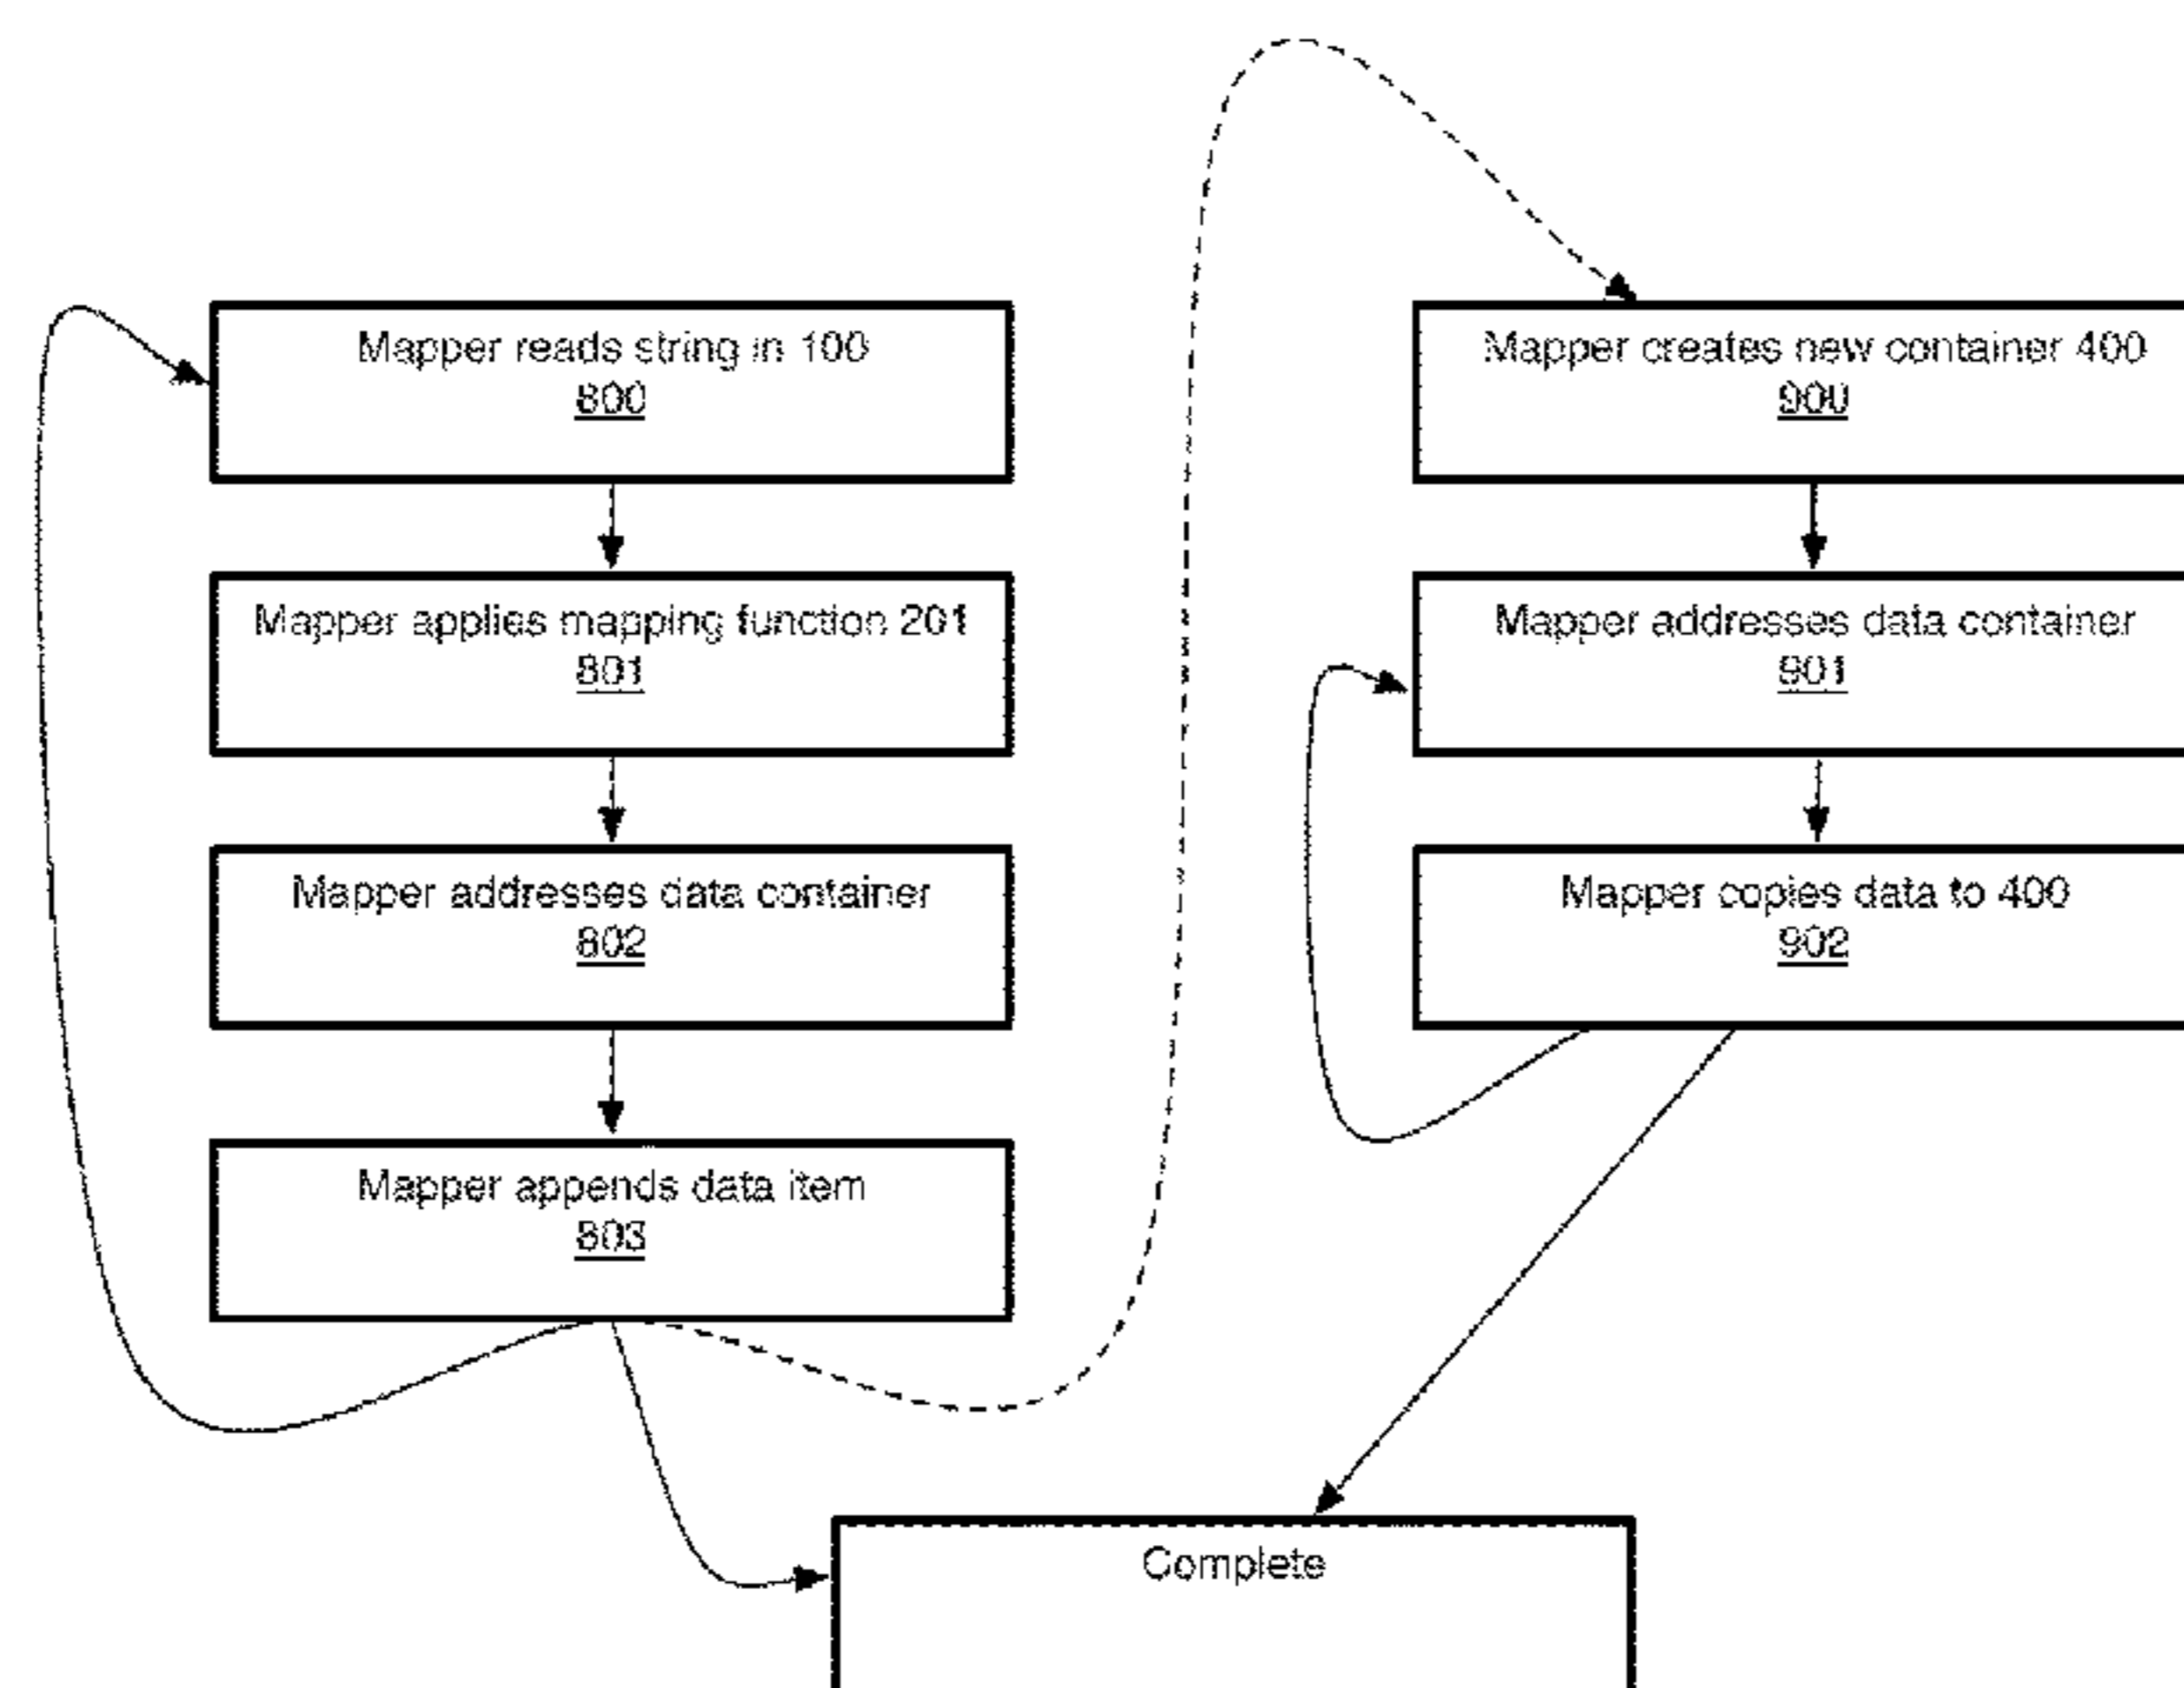 Mapper reads string in 100
800
Mapper applies mapping function 201
801
Mapper addresses data container
802
Mapper appends data item
803
Mapper creates new container 400
900
Mapper addresses data container
901
Mapper copies data to 400
902
Complete